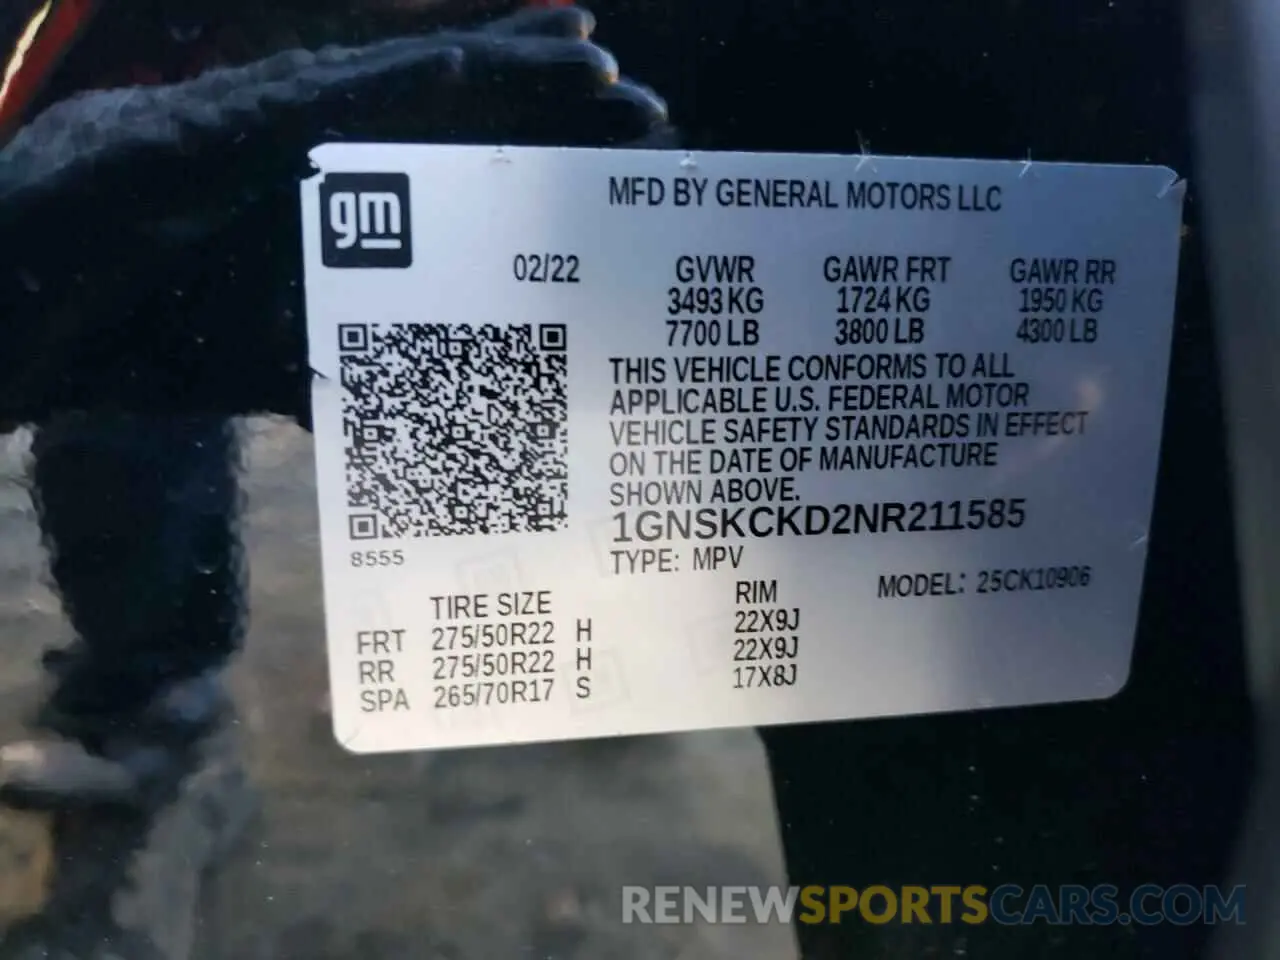 gm
MFD BY GENERAL MOTORS LLC
02/22 GVWR GAWR FRT GAWR RR
3493 KG 1724 KG 1950 KG
7700 LB 3800 LB 4300 LB
THIS VEHICLE CONFORMS TO ALL
APPLICABLE U.S. FEDERAL MOTOR
VEHICLE SAFETY STANDARDS IN EFFECT
ON THE DATE OF MANUFACTURE
SHOWN ABOVE.
1GNSKCKD2NR211585
8555
TYPE: MPV MODEL: 25CK10906
TIRE SIZE RIM
FRT 275/50R22 H 22X9J
RR 275/50R22 H 22X9J
SPA 265/70R17 S 17X8J
RENEWSPORTSCARS.COM